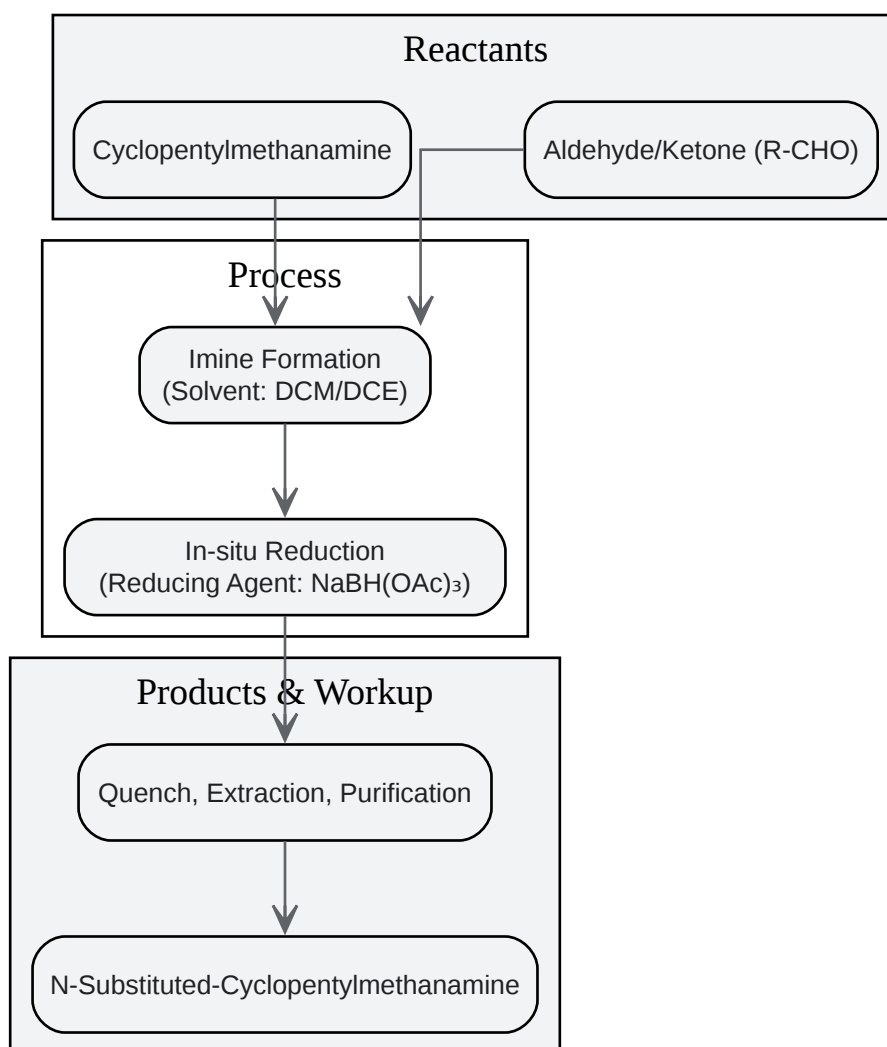 Reactants
Cyclopentylmethanamine
Aldehyde/Ketone (R-CHO)
Process
Imine Formation
(Solvent: DCM/DCE)
In-situ Reduction
(Reducing Agent: NaBH(OAc)₃)
Products & Workup
Quench, Extraction, Purification
N-Substituted-Cyclopentylmethanamine